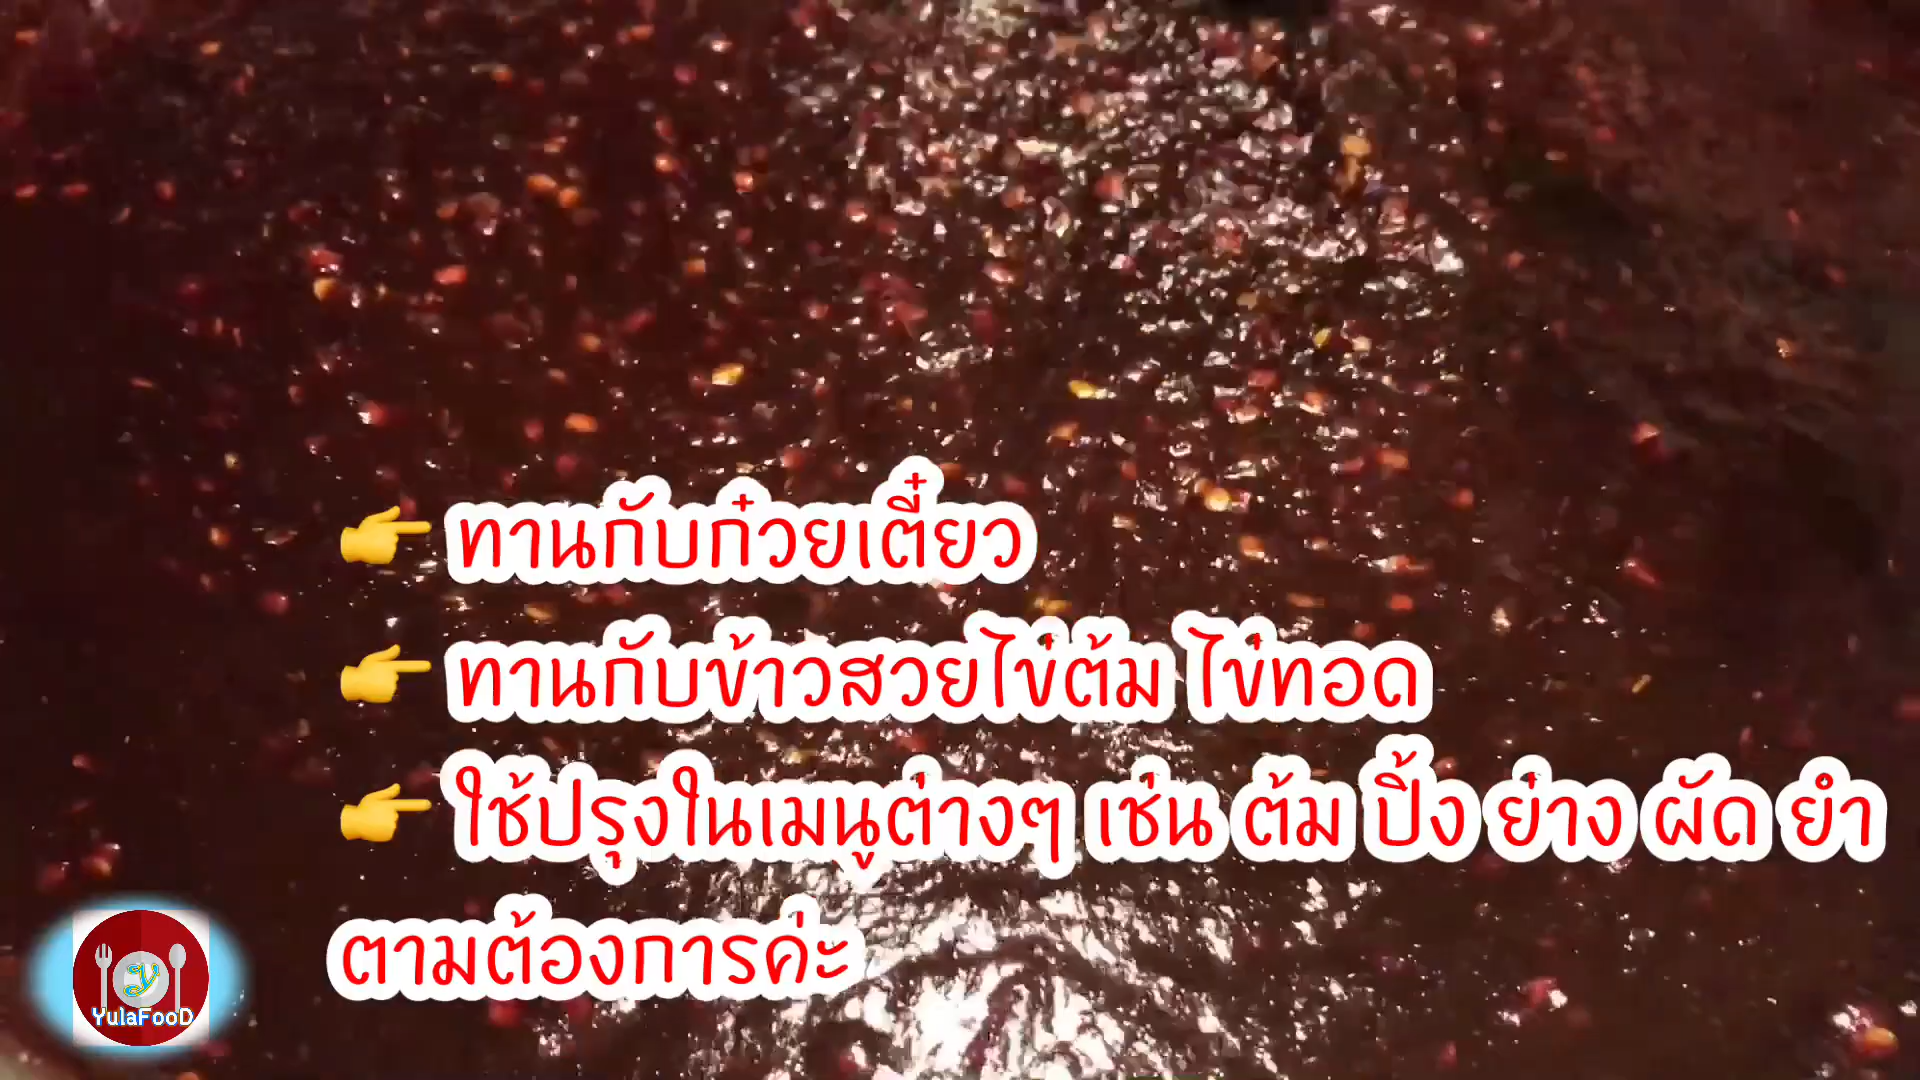 👉 ทานกับก๋วยเตี๋ยว
👉 ทานกับข้าวสวยไข่ต้ม ไข่ทอด
👉 ใช้ปรุงในเมนูต่างๆ เช่น ต้ม ปิ้ง ย่าง ผัด ยำ
ตามต้องการค่ะ
y
YulaFooD